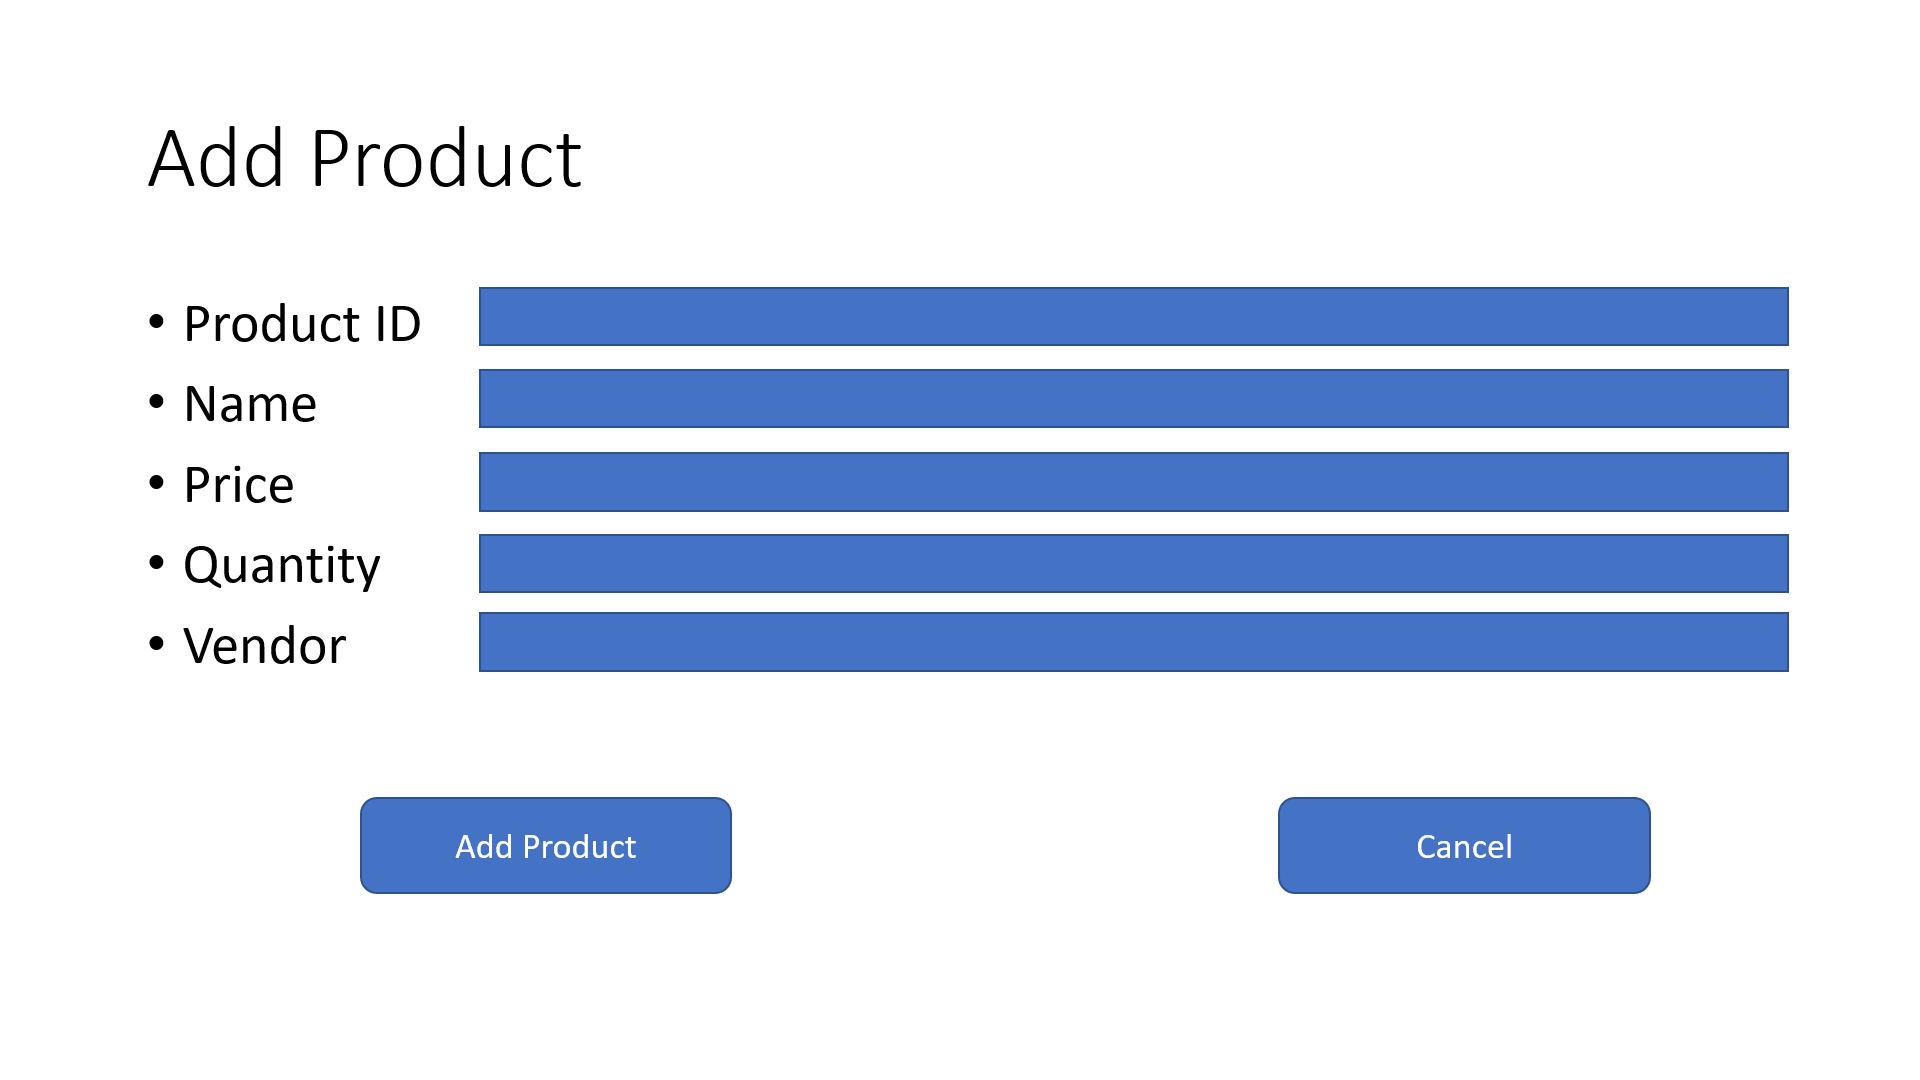 Add Product
• Product ID
• Name
• Price
• Quantity
• Vendor
Add Product
Cancel